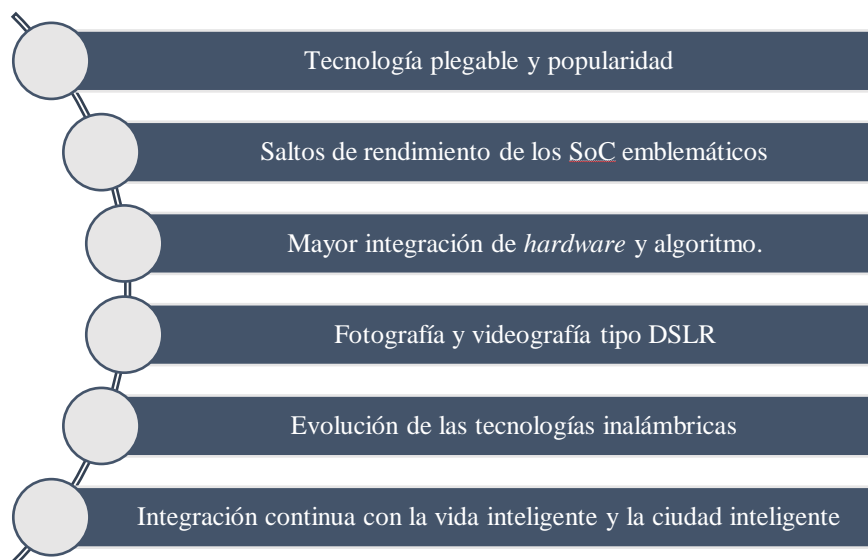 Tecnología plegable y popularidad
Saltos de rendimiento de los SoC emblemáticos
Mayor integración de hardware y algoritmo.
Fotografía y videografía tipo DSLR
Evolución de las tecnologías inalámbricas
Integración continua con la vida inteligente y la ciudad inteligente